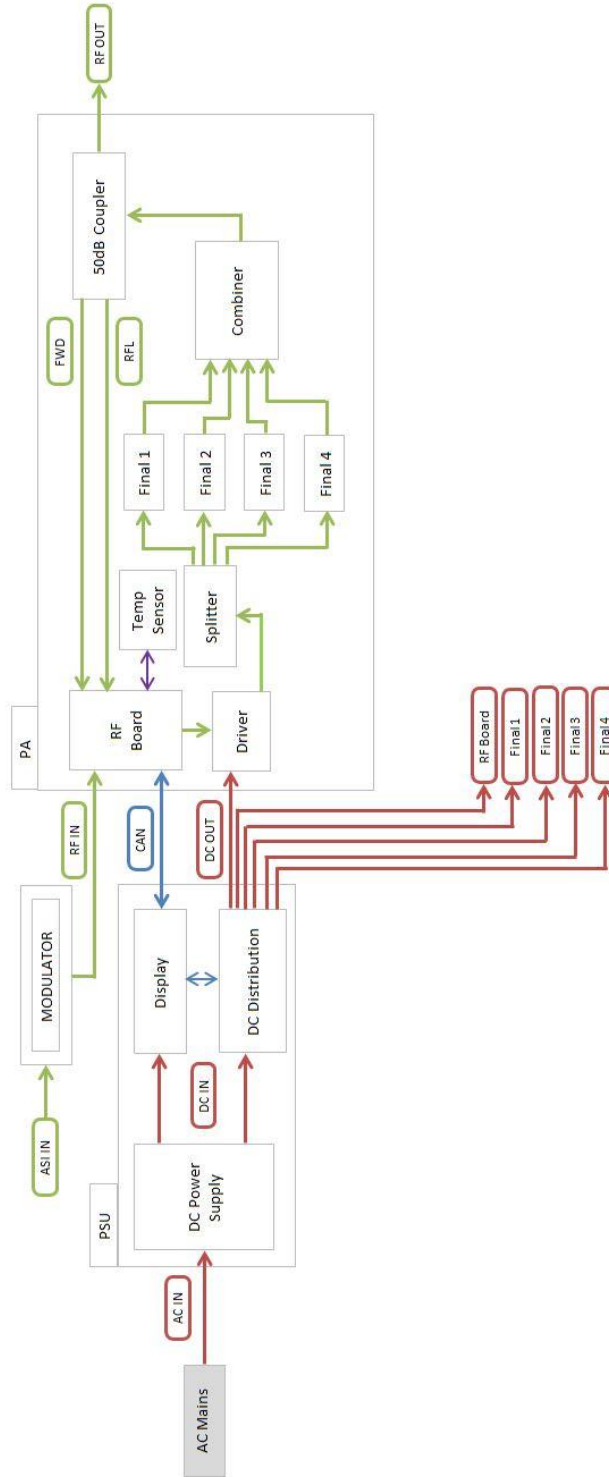 ASI IN
MODULATOR
RF IN
PSU
AC Mains
AC IN
DC Power
Supply
DC IN
Display
DC Distribution
CAN
DC OUT
PA
RF
Board
Temp
Sensor
Driver
Splitter
Final 1
Final 2
Final 3
Final 4
Combiner
FWD
RFL
50dB Coupler
RF OUT
RF Board
Final 1
Final 2
Final 3
Final 4